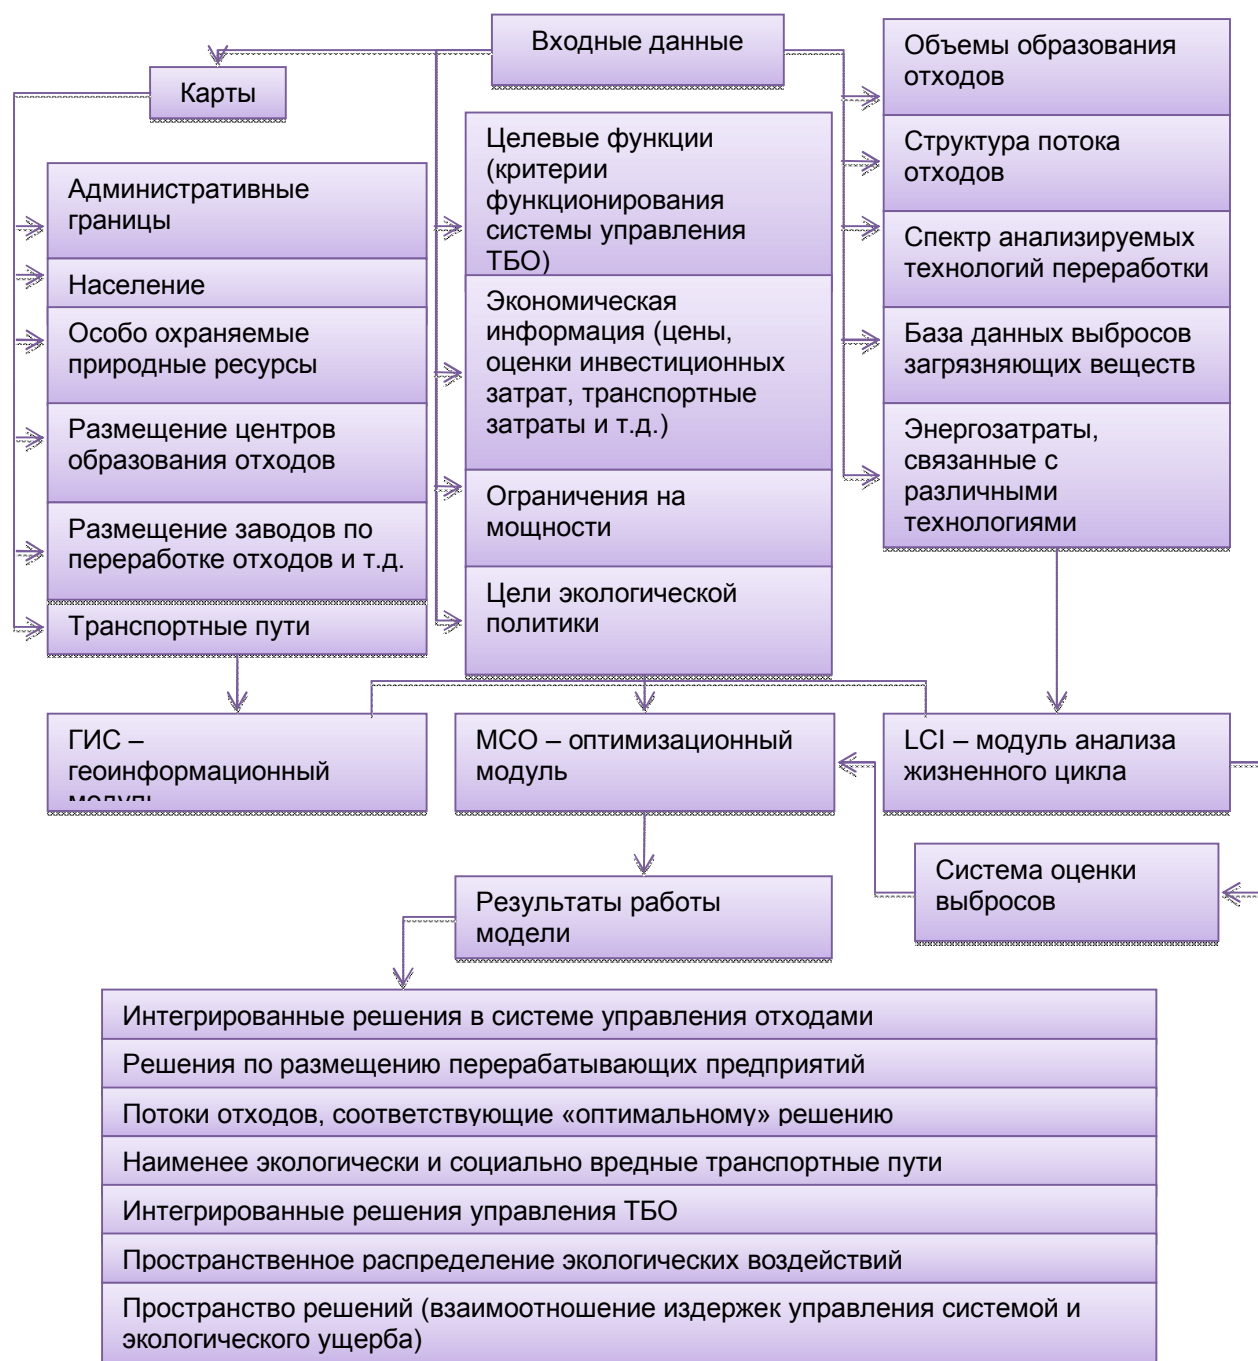 Входные данные
Карты
Административные
границы
Население
Особо охраняемые
природные ресурсы
Размещение центров
образования отходов
Размещение заводов по
переработке отходов и т.д.
Транспортные пути
Целевые функции
(критерии
функционирования
системы управления
ТБО)
Экономическая
информация (цены,
оценки инвестиционных
затрат, транспортные
затраты и т.д.)
Ограничения на
мощности
Цели экологической
политики
Объемы образования
отходов
Структура потока
отходов
Спектр анализируемых
технологий переработки
База данных выбросов
загрязняющих веществ
Энергозатраты,
связанные с
различными
технологиями
ГИС –
геоинформационный
модуль
МСО – оптимизационный
модуль
LCI – модуль анализа
жизненного цикла
Система оценки
выбросов
Результаты работы
модели
Интегрированные решения в системе управления отходами
Решения по размещению перерабатывающих предприятий
Потоки отходов, соответствующие «оптимальному» решению
Наименее экологически и социально вредные транспортные пути
Интегрированные решения управления ТБО
Пространственное распределение экологических воздействий
Пространство решений (взаимоотношение издержек управления системой и
экологического ущерба)